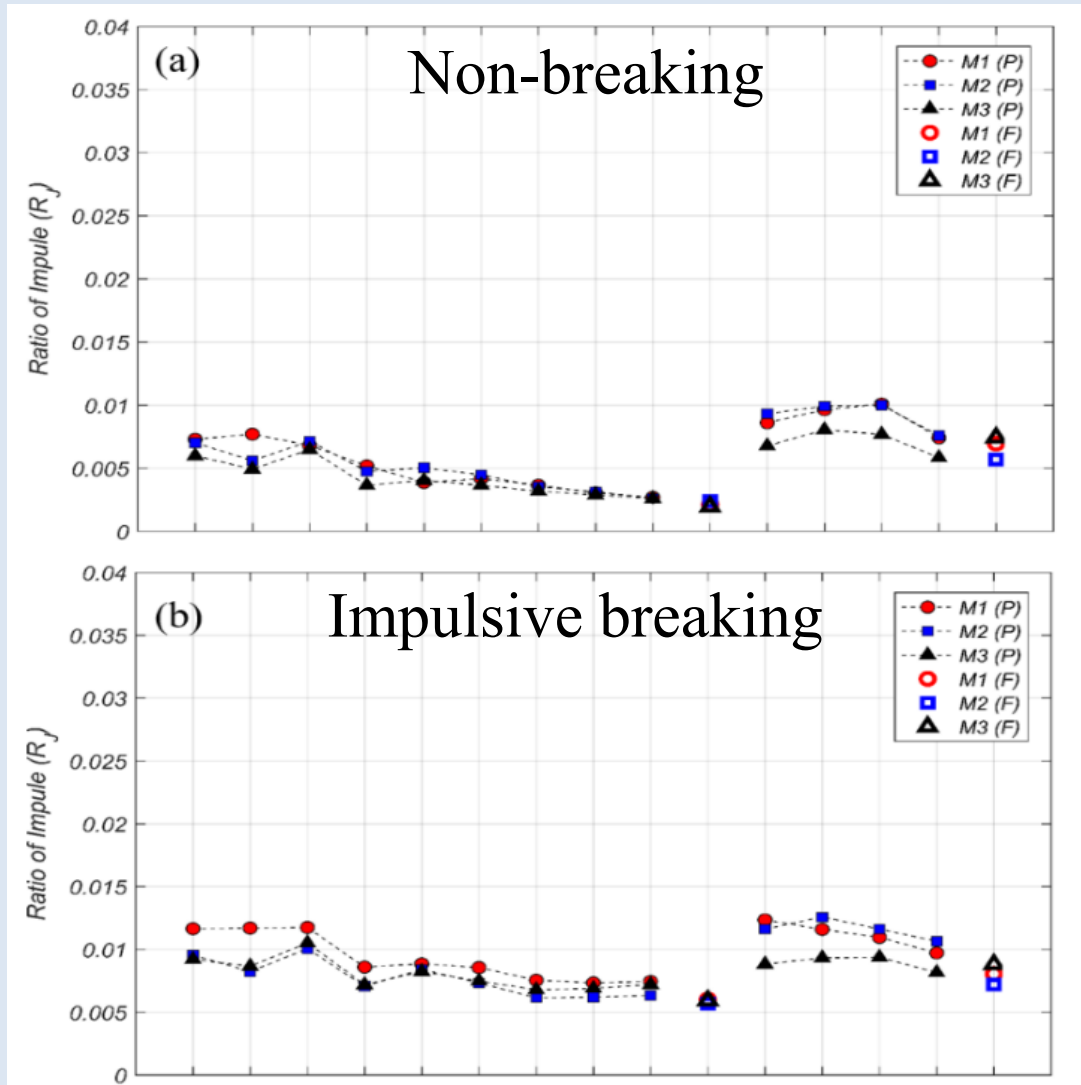 (a)
Non-breaking
0.04
0.035
0.03
0.025
0.02
0.015
0.01
0.005
0
Ratio of Impule (R_J)
M1 (P)
M2 (P)
M3 (P)
M1 (F)
M2 (F)
M3 (F)
(b)
Impulsive breaking
0.04
0.035
0.03
0.025
0.02
0.015
0.01
0.005
0
Ratio of Impule (R_J)
M1 (P)
M2 (P)
M3 (P)
M1 (F)
M2 (F)
M3 (F)